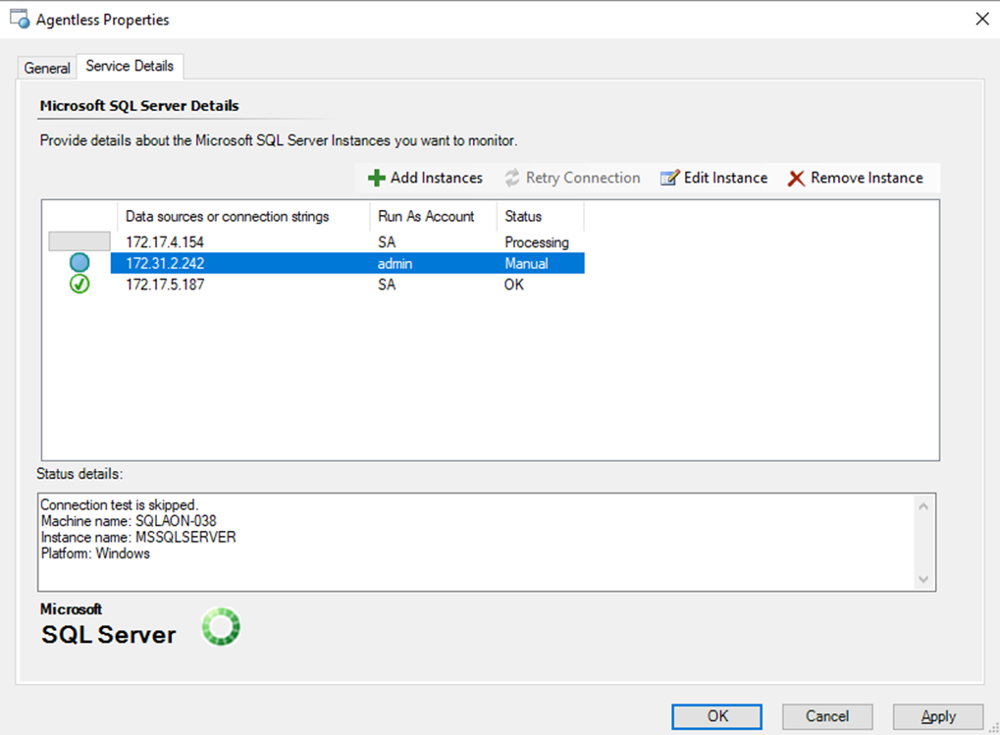 Agentless Properties
General
Service Details
Microsoft SQL Server Details
Provide details about the Microsoft SQL Server Instances you want to monitor.
Add Instances Retry Connection Edit Instance Remove Instance
Data sources or connection strings Run As Account Status
172.17.4.154 SA Processing
172.31.2.242 admin Manual
172.17.5.187 SA OK
Status details:
Connection test is skipped.
Machine name: SQLAON-038
Instance name: MSSQLSERVER
Platform: Windows
Microsoft
SQL Server
OK Cancel Apply